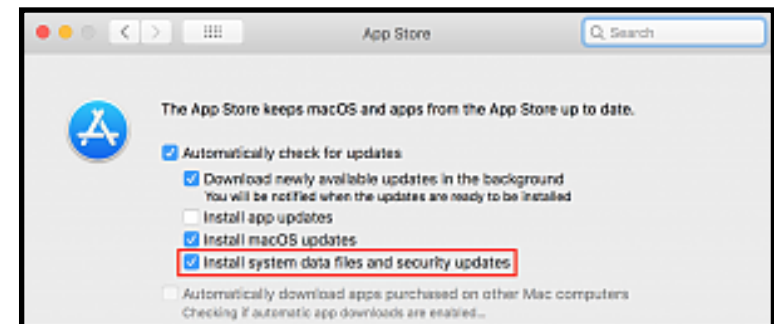 App Store
Search
The App Store keeps macOS and apps from the App Store up to date.
Automatically check for updates
Download newly available updates in the background
You will be notified when the updates are ready to be installed
Install app updates
Install macOS updates
Install system data files and security updates
Automatically download apps purchased on other Mac computers
Checking if automatic app downloads are enabled...